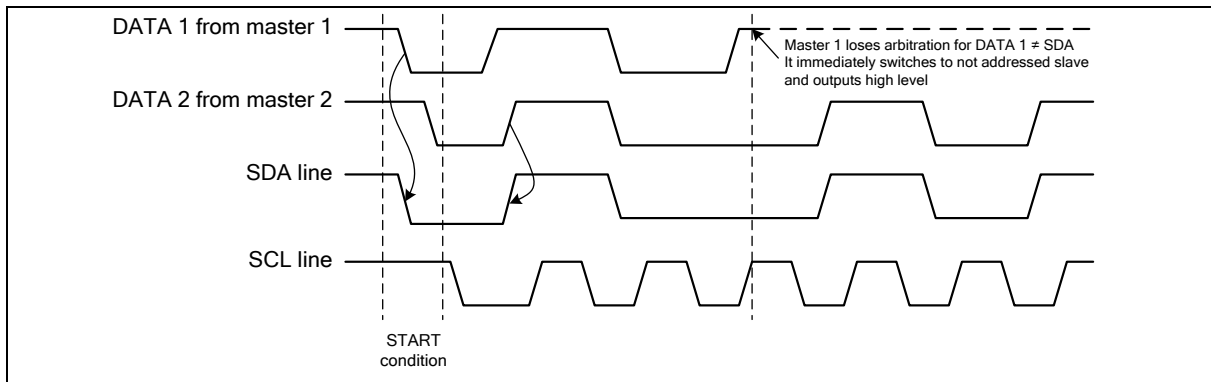 DATA 1 from master 1
Master 1 loses arbitration for DATA 1 ≠ SDA
It immediately switches to not addressed slave
and outputs high level
DATA 2 from master 2
SDA line
SCL line
START
condition